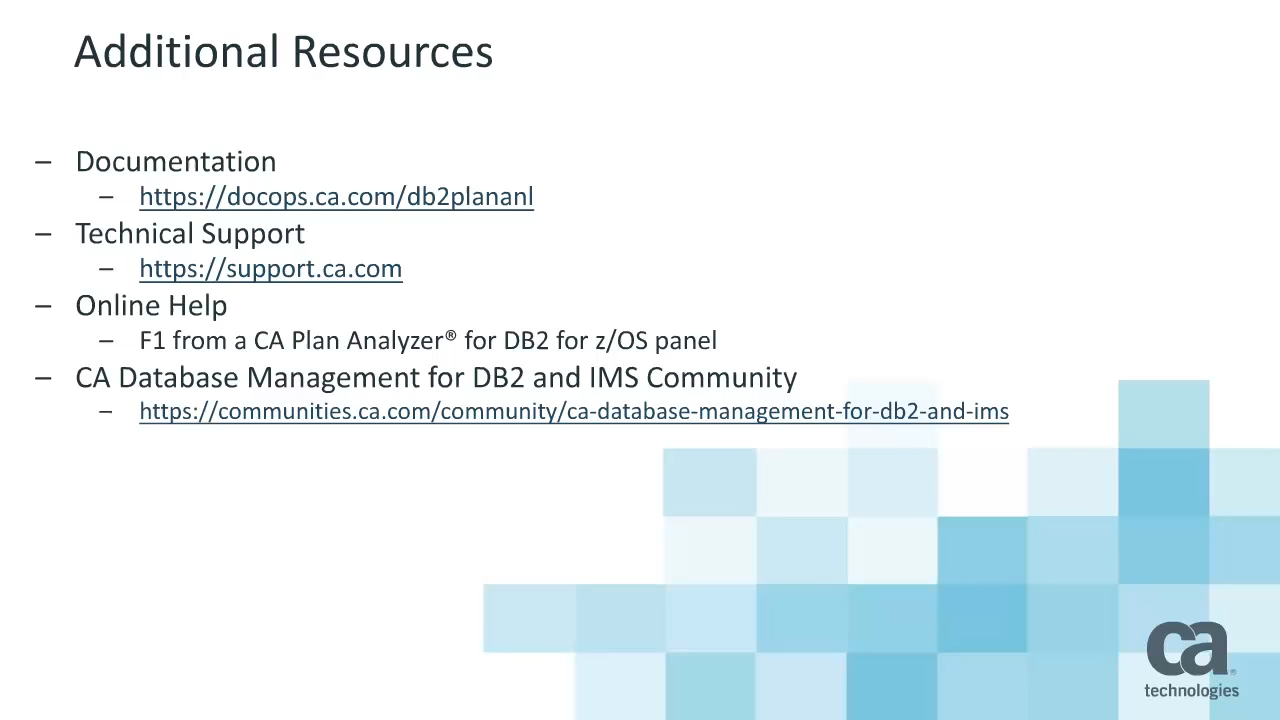 Additional Resources
– Documentation
– https://docops.ca.com/db2plananl
– Technical Support
– https://support.ca.com
– Online Help
– F1 from a CA Plan Analyzer® for DB2 for z/OS panel
– CA Database Management for DB2 and IMS Community
– https://communities.ca.com/community/ca-database-management-for-db2-and-ims
ca®
technologies